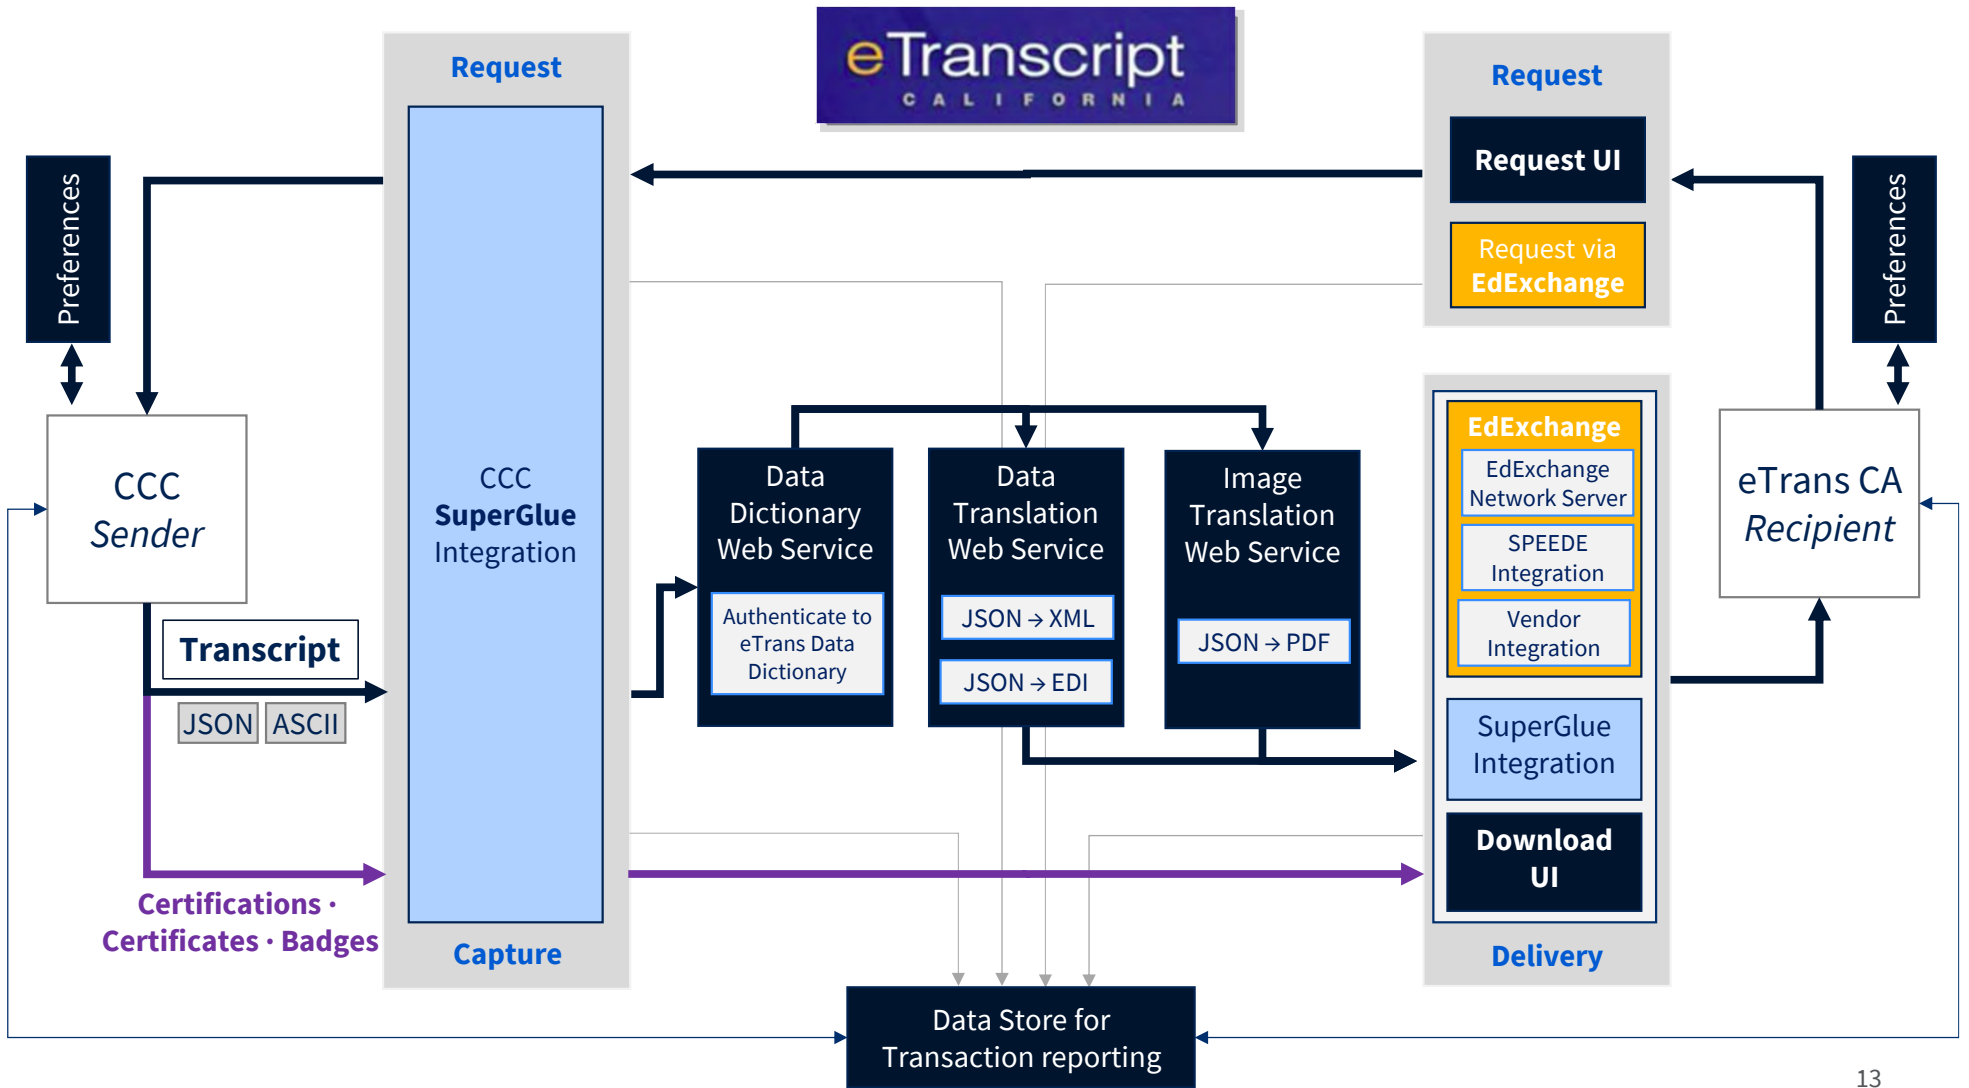 eTranscript
CALIFORNIA
Request
Request
Request UI
Request via
EdExchange
Preferences
Preferences
CCC
Sender
Transcript
JSON
ASCII
Certifications ·
Certificates · Badges
CCC
SuperGlue
Integration
Capture
Data
Dictionary
Web Service
Authenticate to
eTrans Data
Dictionary
Data
Translation
Web Service
JSON → XML
JSON → EDI
Image
Translation
Web Service
JSON → PDF
EdExchange
EdExchange
Network Server
SPEEDE
Integration
Vendor
Integration
SuperGlue
Integration
Download
UI
Delivery
eTrans CA
Recipient
Data Store for
Transaction reporting
13